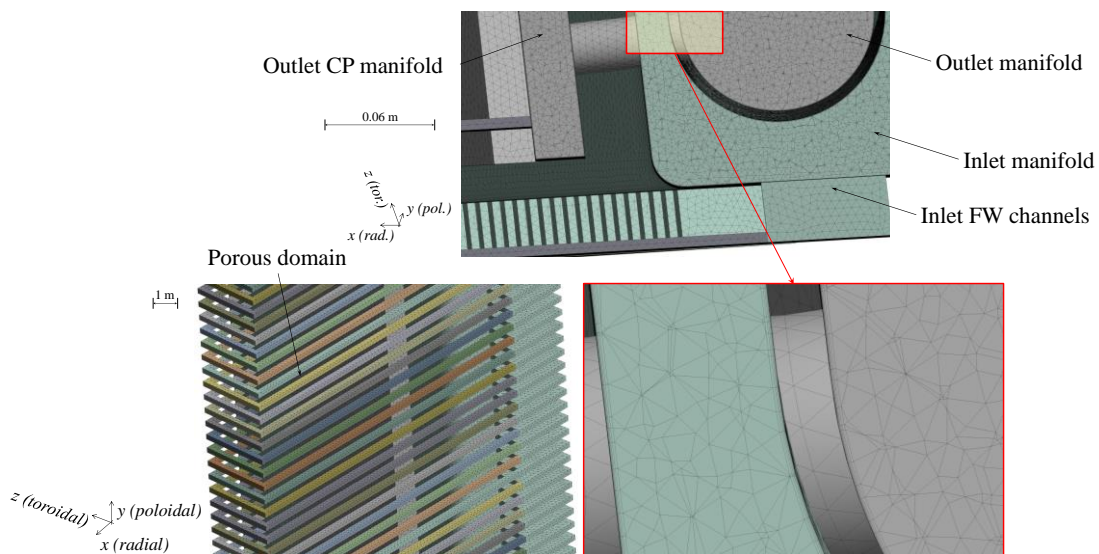 Outlet CP manifold
Outlet manifold
0.06 m
Inlet manifold
z (tor.)
y (pol.)
x (rad.)
Inlet FW channels
Porous domain
1 m
z (toroidal)
y (poloidal)
x (radial)